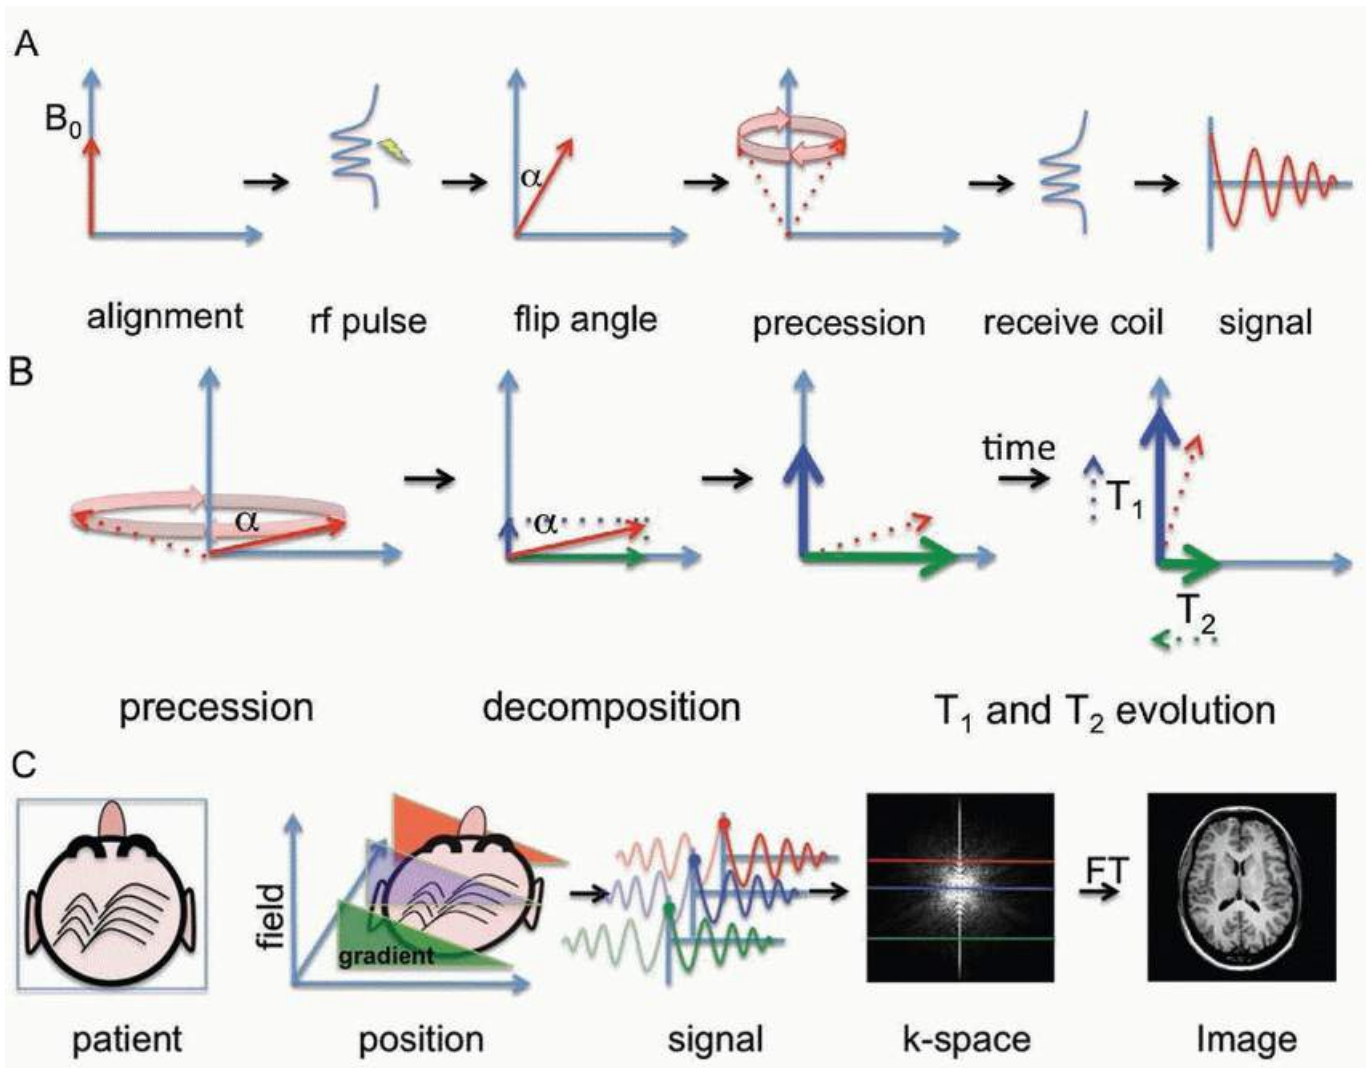 A
B₀
α
alignment
rf pulse
flip angle
precession
receive coil
signal
B
α
α
time
T₁
T₂
precession
decomposition
T₁ and T₂ evolution
C
field
gradient
FT
patient
position
signal
k-space
Image